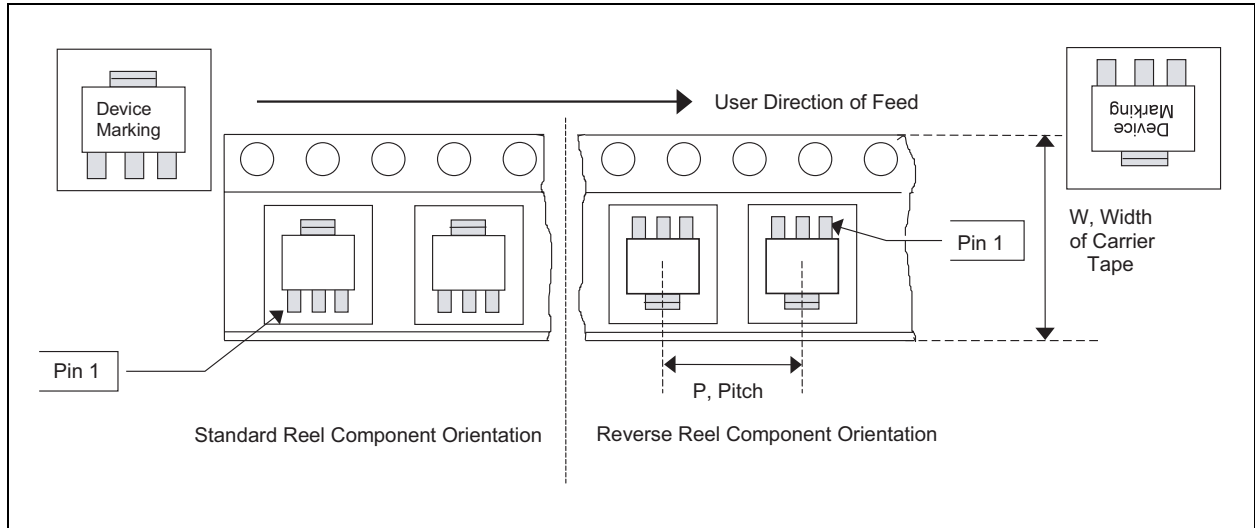 Device
Marking
User Direction of Feed
Device
Marking
Pin 1
W, Width
of Carrier
Tape
Pin 1
P, Pitch
Standard Reel Component Orientation
Reverse Reel Component Orientation